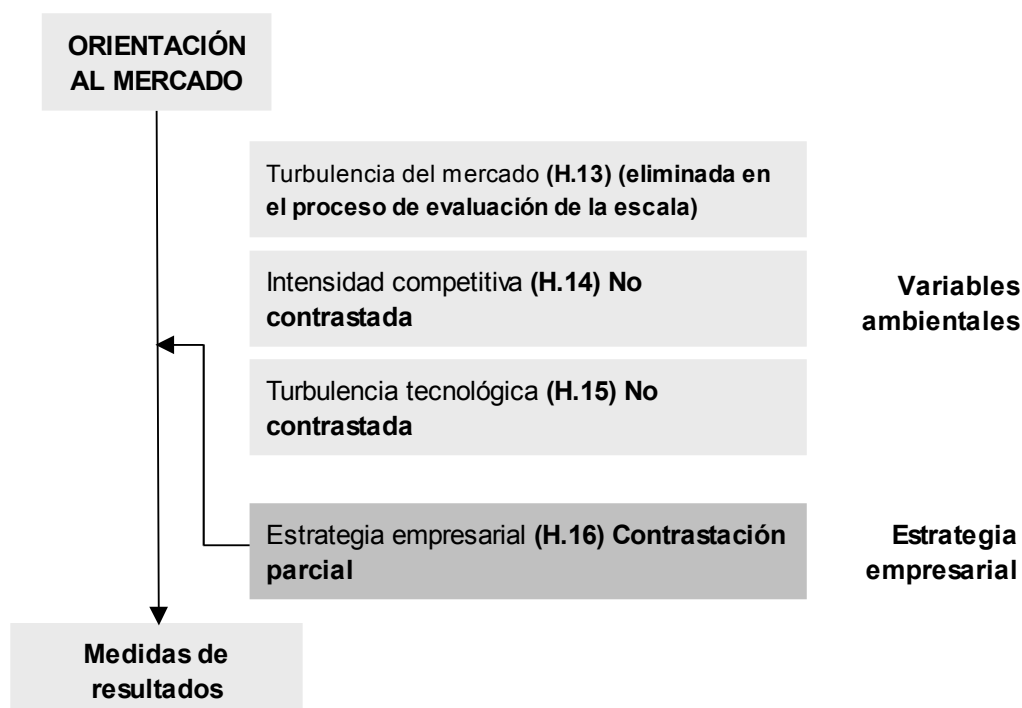 ORIENTACIÓN
AL MERCADO
Turbulencia del mercado (H.13) (eliminada en
el proceso de evaluación de la escala)
Intensidad competitiva (H.14) No
contrastada
Variables
ambientales
Turbulencia tecnológica (H.15) No
contrastada
Estrategia empresarial (H.16) Contrastación
parcial
Estrategia
empresarial
Medidas de
resultados